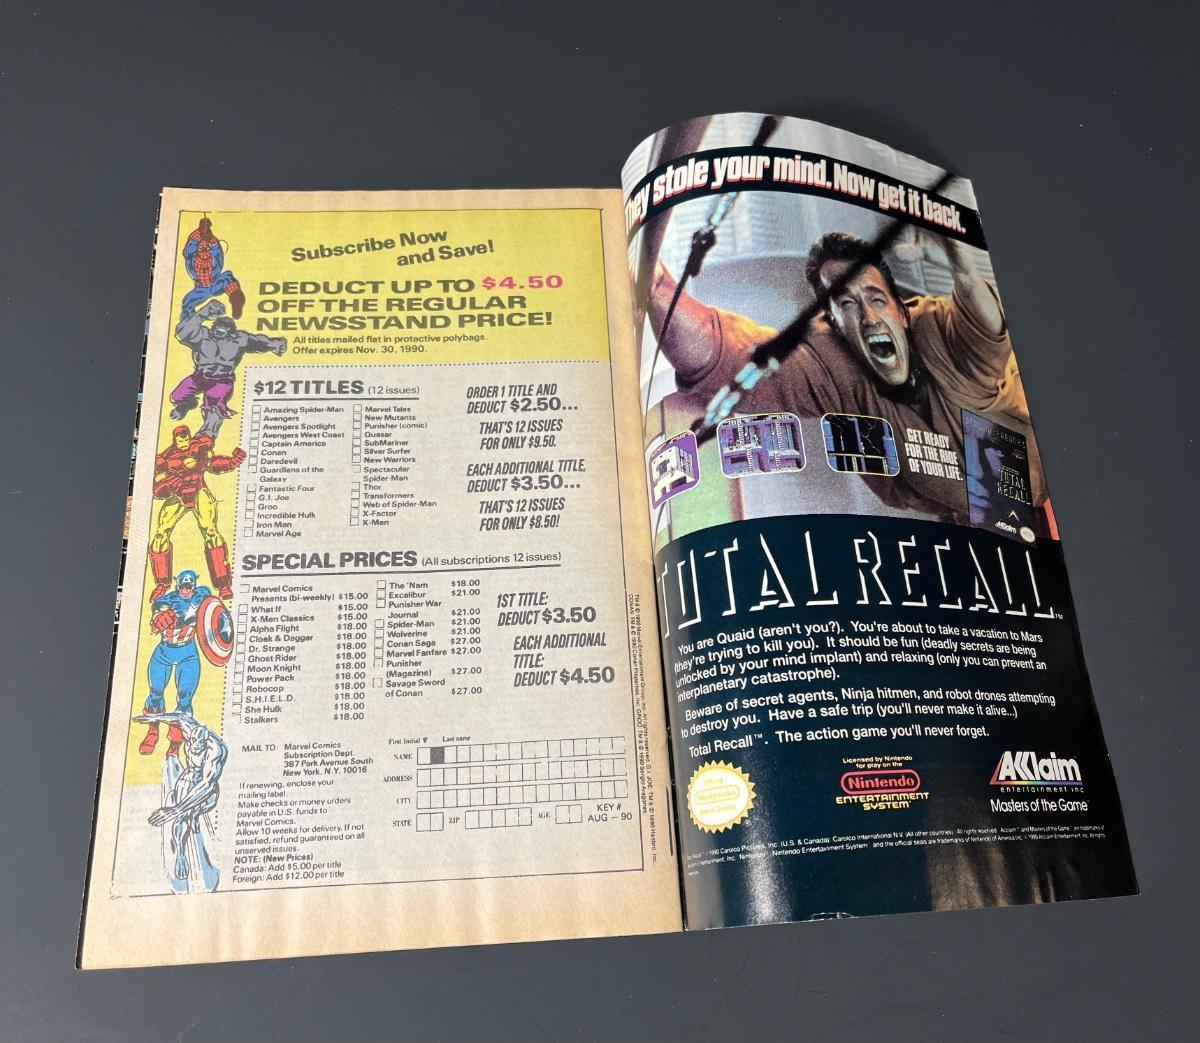 Subscribe Now
and Save!
DEDUCT UP TO $4.50
OFF THE REGULAR
NEWSSTAND PRICE!
All titles mailed flat in protective polybags.
Offer expires Nov. 30, 1990.
$12 TITLES (12 issues)
Amazing Spider-Man
Avengers
Avengers Spotlight
Avengers West Coast
Captain America
Conan
Daredevil
Guardians of the
Galaxy
Fantastic Four
G.I. Joe
Groo
Incredible Hulk
Iron Man
Marvel Age
Marvel Tales
New Mutants
Punisher (comic)
Quasar
SubMariner
Silver Surfer
New Warriors
Spectacular
Spider-Man
Thor
Transformers
Web of Spider-Man
X-Factor
X-Men
ORDER 1 TITLE AND
DEDUCT $2.50...
THAT'S 12 ISSUES
FOR ONLY $9.50.
EACH ADDITIONAL TITLE,
DEDUCT $3.50...
THAT'S 12 ISSUES
FOR ONLY $8.50!
SPECIAL PRICES (All subscriptions 12 issues)
Marvel Comics
Presents (bi-weekly) $15.00
What If $15.00
X-Men Classics $15.00
Alpha Flight $18.00
Cloak & Dagger $18.00
Dr. Strange $18.00
Ghost Rider $18.00
Moon Knight $18.00
Power Pack $18.00
Robocop $18.00
S.H.I.E.L.D. $18.00
She Hulk $18.00
Stalkers $18.00
The 'Nam $18.00
Excalibur $21.00
Punisher War
Journal $21.00
Spider-Man $21.00
Wolverine $21.00
Conan Saga $27.00
Marvel Fanfare $27.00
Punisher
(Magazine) $27.00
Savage Sword
of Conan $27.00
1ST TITLE:
DEDUCT $3.50
EACH ADDITIONAL
TITLE:
DEDUCT $4.50
MAIL TO: Marvel Comics
Subscription Dept.
387 Park Avenue South
New York, N.Y. 10016
If renewing, enclose your
mailing label.
Make checks or money orders
payable in U.S. funds to
Marvel Comics.
Allow 10 weeks for delivery. If not
satisfied, refund guaranteed on all
unserved issues.
NOTE: (New Prices)
Canada: Add $5.00 per title
Foreign: Add $12.00 per title
First Initial Last name
NAME
ADDRESS
CITY
STATE ZIP AGE
KEY #
AUG – 90
They stole your mind. Now get it back.
GET READY
FOR THE RIDE
OF YOUR LIFE.
TOTAL
RECALL
AKklaim
TOTAL RECALL™
You are Quaid (aren't you?). You're about to take a vacation to Mars
(they're trying to kill you). It should be fun (deadly secrets are being
unlocked by your mind implant) and relaxing (only you can prevent an
interplanetary catastrophe).
Beware of secret agents, Ninja hitmen, and robot drones attempting
to destroy you. Have a safe trip (you'll never make it alive...)
Total Recall™. The action game you'll never forget.
Official
Nintendo
Seal of Quality
Licensed by Nintendo
for play on the
Nintendo
ENTERTAINMENT
SYSTEM
AKklaim
entertainment inc
Masters of the Game